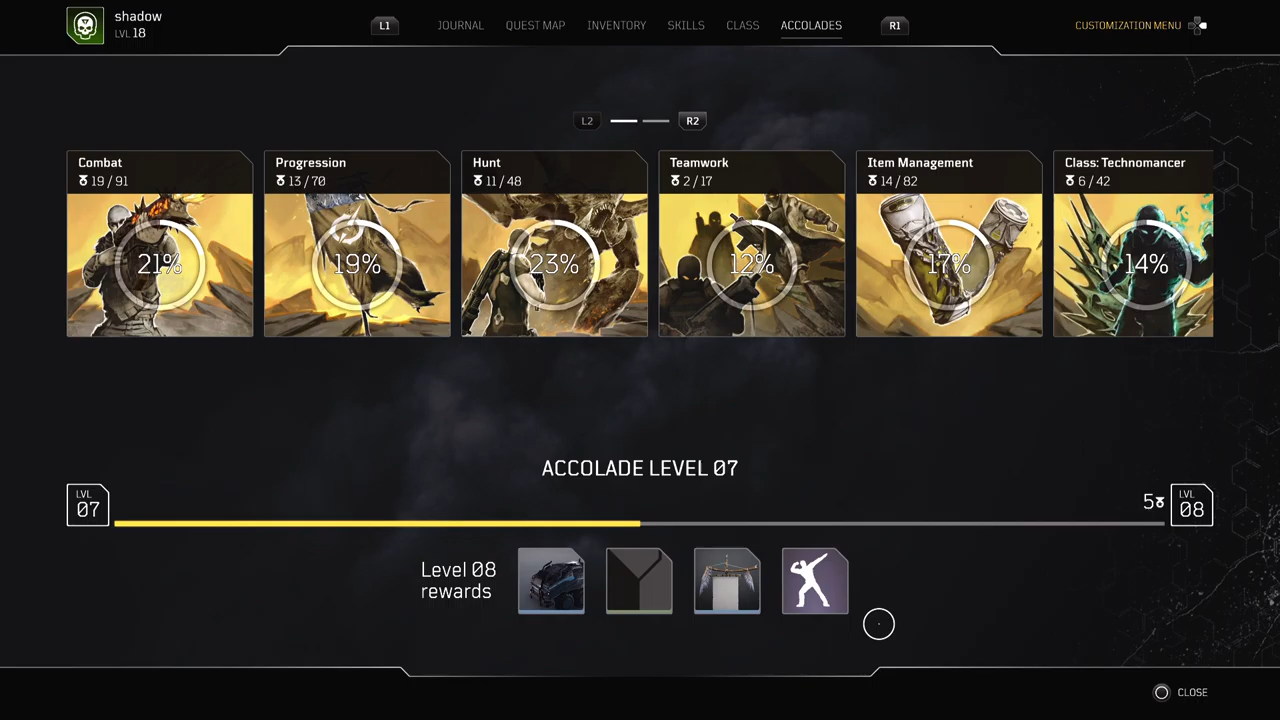 shadow
LVL 18
L1
JOURNAL
QUEST MAP
INVENTORY
SKILLS
CLASS
ACCOLADES
R1
CUSTOMIZATION MENU
L2
R2
Combat
19 / 91
21%
Progression
13 / 70
19%
Hunt
11 / 48
23%
Teamwork
2 / 17
12%
Item Management
14 / 82
17%
Class: Technomancer
6 / 42
14%
ACCOLADE LEVEL 07
LVL
07
5
LVL
08
Level 08
rewards
CLOSE